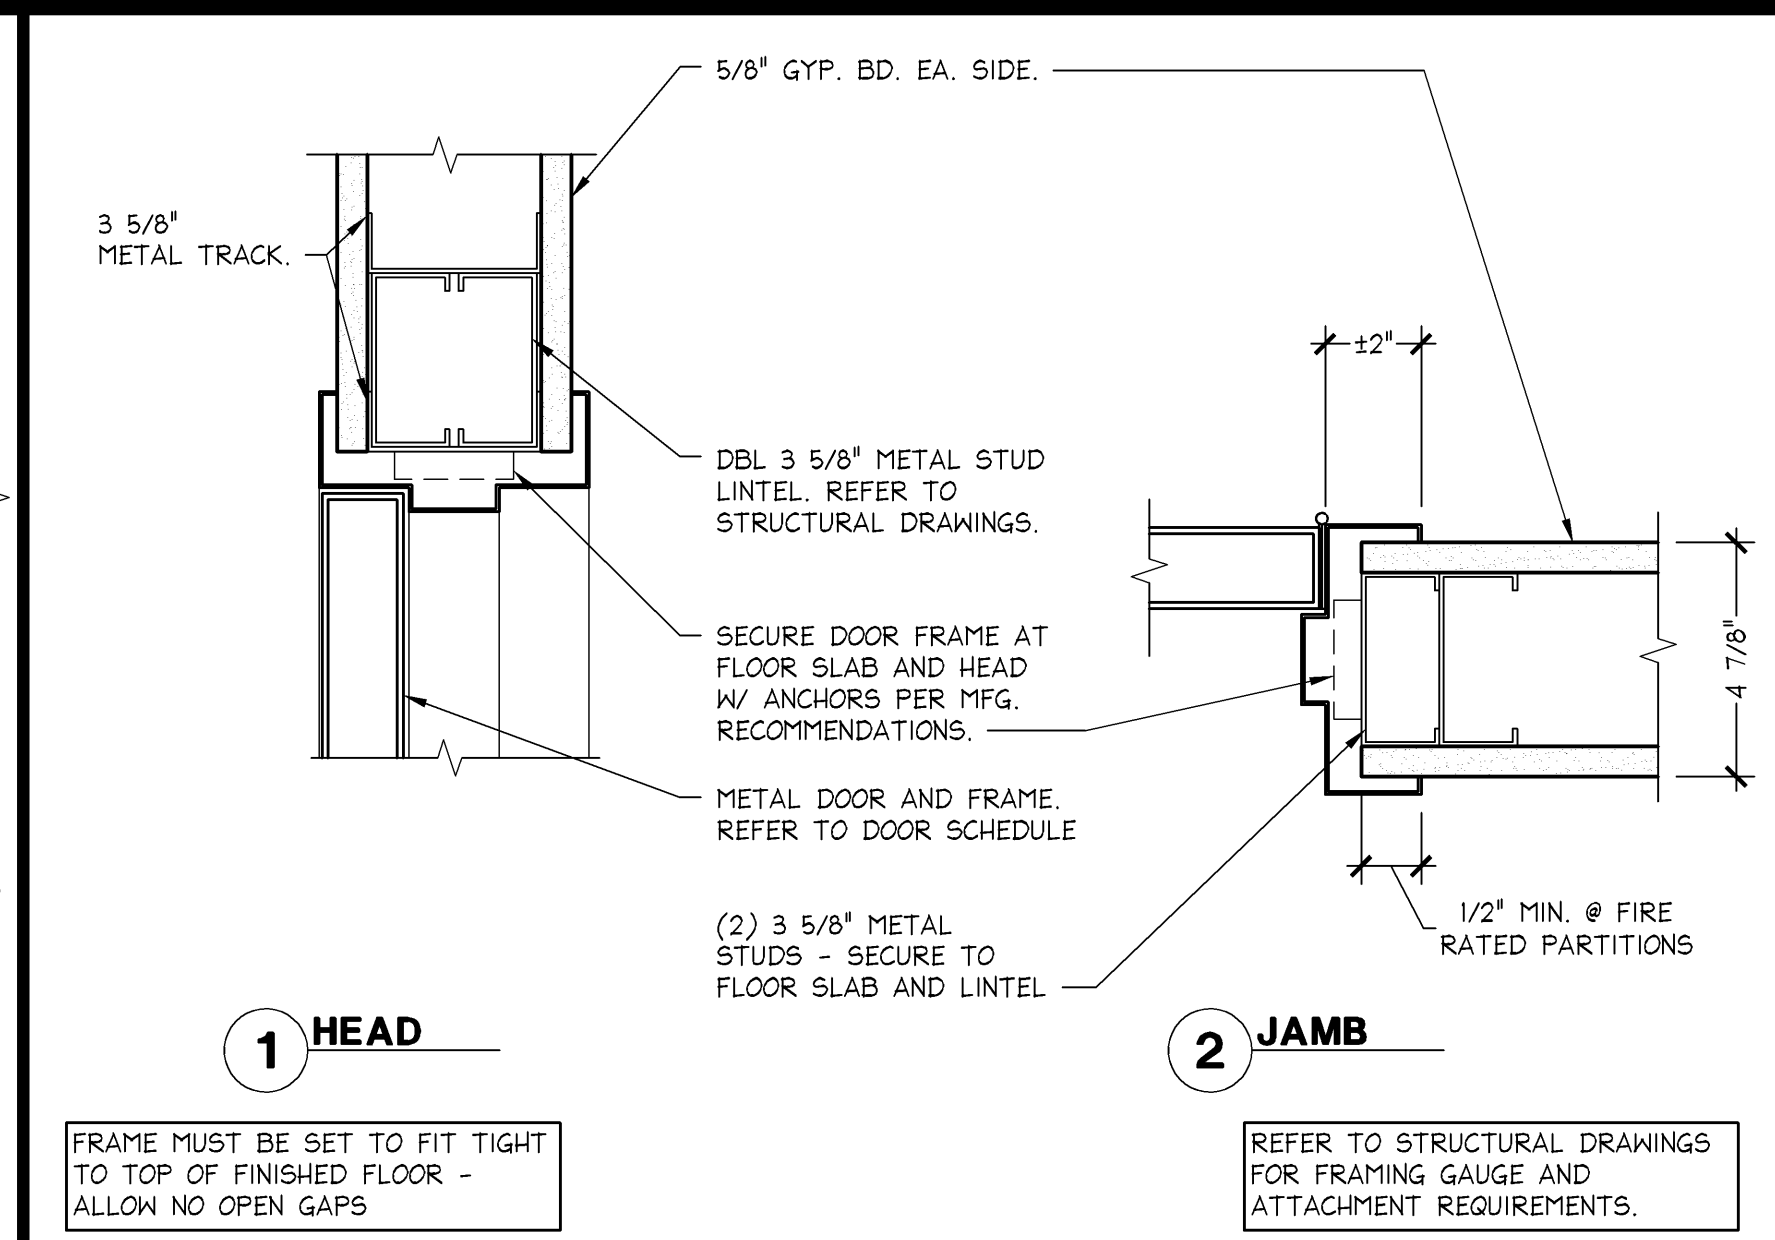 5/8" GYP. BD. EA. SIDE.
3 5/8"
METAL TRACK.
±2"
DBL 3 5/8" METAL STUD
LINTEL. REFER TO
STRUCTURAL DRAWINGS.
SECURE DOOR FRAME AT
FLOOR SLAB AND HEAD
W/ ANCHORS PER MFG.
RECOMMENDATIONS.
4 7/8"
METAL DOOR AND FRAME.
REFER TO DOOR SCHEDULE
(2) 3 5/8" METAL
STUDS - SECURE TO
FLOOR SLAB AND LINTEL
1/2" MIN. @ FIRE
RATED PARTITIONS
1 HEAD
2 JAMB
FRAME MUST BE SET TO FIT TIGHT
TO TOP OF FINISHED FLOOR -
ALLOW NO OPEN GAPS
REFER TO STRUCTURAL DRAWINGS
FOR FRAMING GAUGE AND
ATTACHMENT REQUIREMENTS.